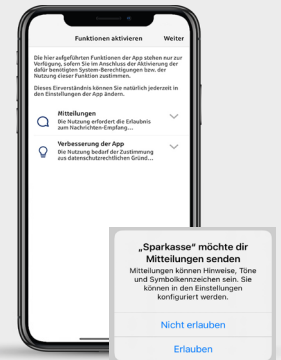 Funktionen aktivieren Weiter
Die hier aufgeführten Funktionen der App stehen nur zur
Verfügung, sofern Sie im Anschluss der Aktivierung der
dafür benötigten System-Berechtigungen bzw. der
Nutzung dieser Funktion zustimmen.
Dieses Einverständnis können Sie natürlich jederzeit in
den Einstellungen der App ändern.
Mitteilungen
Die Nutzung erfordert die Erlaubnis
zum Nachrichten-Empfang...
Verbesserung der App
Die Nutzung bedarf der Zustimmung
aus datenschutzrechtlichen Gründ...
„Sparkasse“ möchte dir
Mitteilungen senden
Mitteilungen können Hinweise, Töne
und Symbolkennzeichen sein. Sie
können in den Einstellungen
konfiguriert werden.
Nicht erlauben
Erlauben